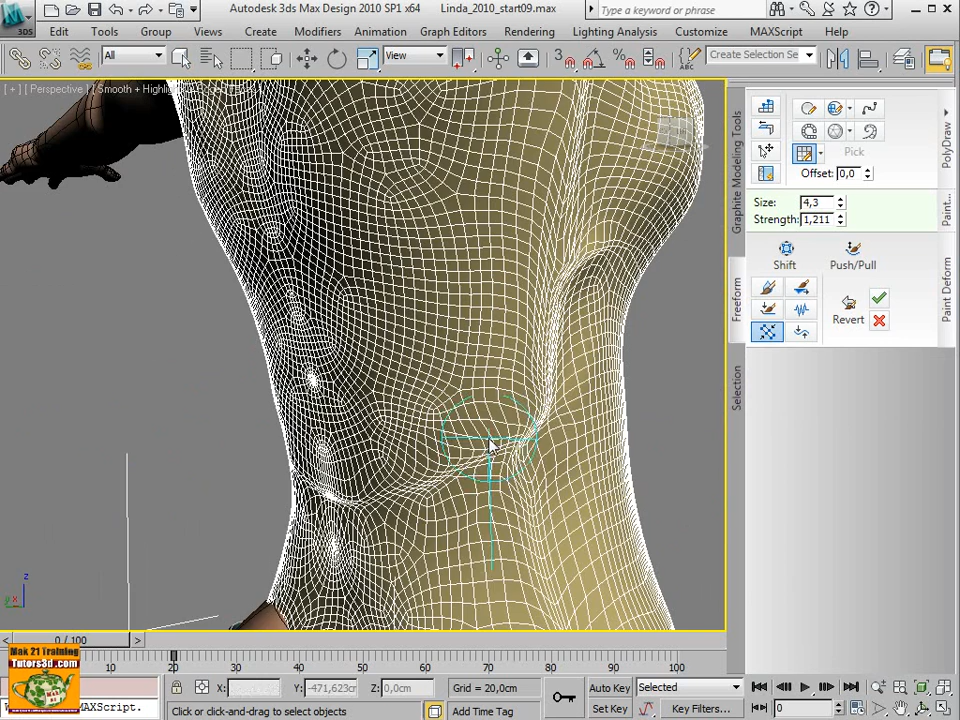 Autodesk 3ds Max Design 2010 SP1 x64 Linda_2010_start09.max
Type a keyword or phrase
3DS
Edit Tools Group Views Create Modifiers Animation Graph Editors Rendering Lighting Analysis Customize MAXScript Help
All View 3 Create Selection Se
[ + ] [ Perspective ] [ Smooth + Highli
Graphite Modeling Tools
Freeform
Selection
Pick
Offset: 0,0
PolyDraw
Size: 4,3
Strength: 1,211
Paint...
Shift Push/Pull
Revert
Paint Deform
z
0 / 100
10 20 30 40 50 60 70 80 90 100
Mak 21 Training
Tutors3d.com
MAXScript.
X: Y: -471,623cm Z: 0,0cm Grid = 20,0cm
Click or click-and-drag to select objects Add Time Tag
Auto Key Selected
Set Key Key Filters...
0